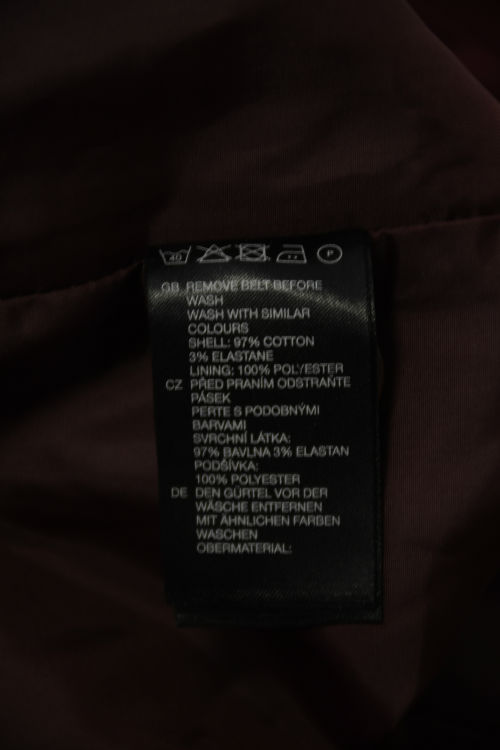 40 P
GB REMOVE BELT BEFORE
WASH
WASH WITH SIMILAR
COLOURS
SHELL: 97% COTTON
3% ELASTANE
LINING: 100% POLYESTER
CZ PŘED PRANÍM ODSTRAŇTE
PÁSEK
PERTE S PODOBNÝMI
BARVAMI
SVRCHNÍ LÁTKA:
97% BAVLNA 3% ELASTAN
PODŠÍVKA:
100% POLYESTER
DE DEN GÜRTEL VOR DER
WÄSCHE ENTFERNEN
MIT ÄHNLICHEN FARBEN
WASCHEN
OBERMATERIAL: